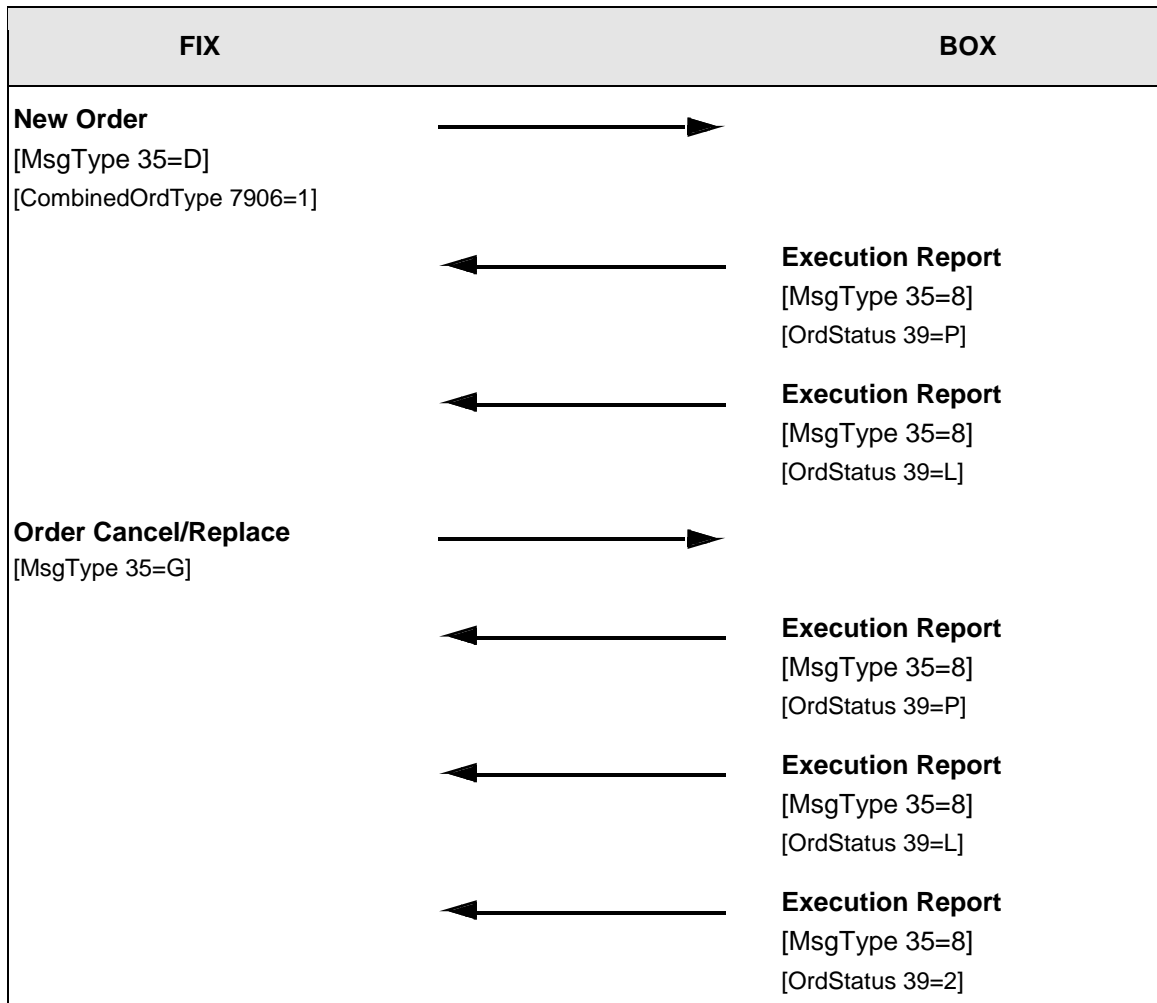 FIX
BOX
New Order
[MsgType 35=D]
[CombinedOrdType 7906=1]
Execution Report
[MsgType 35=8]
[OrdStatus 39=P]
Execution Report
[MsgType 35=8]
[OrdStatus 39=L]
Order Cancel/Replace
[MsgType 35=G]
Execution Report
[MsgType 35=8]
[OrdStatus 39=P]
Execution Report
[MsgType 35=8]
[OrdStatus 39=L]
Execution Report
[MsgType 35=8]
[OrdStatus 39=2]